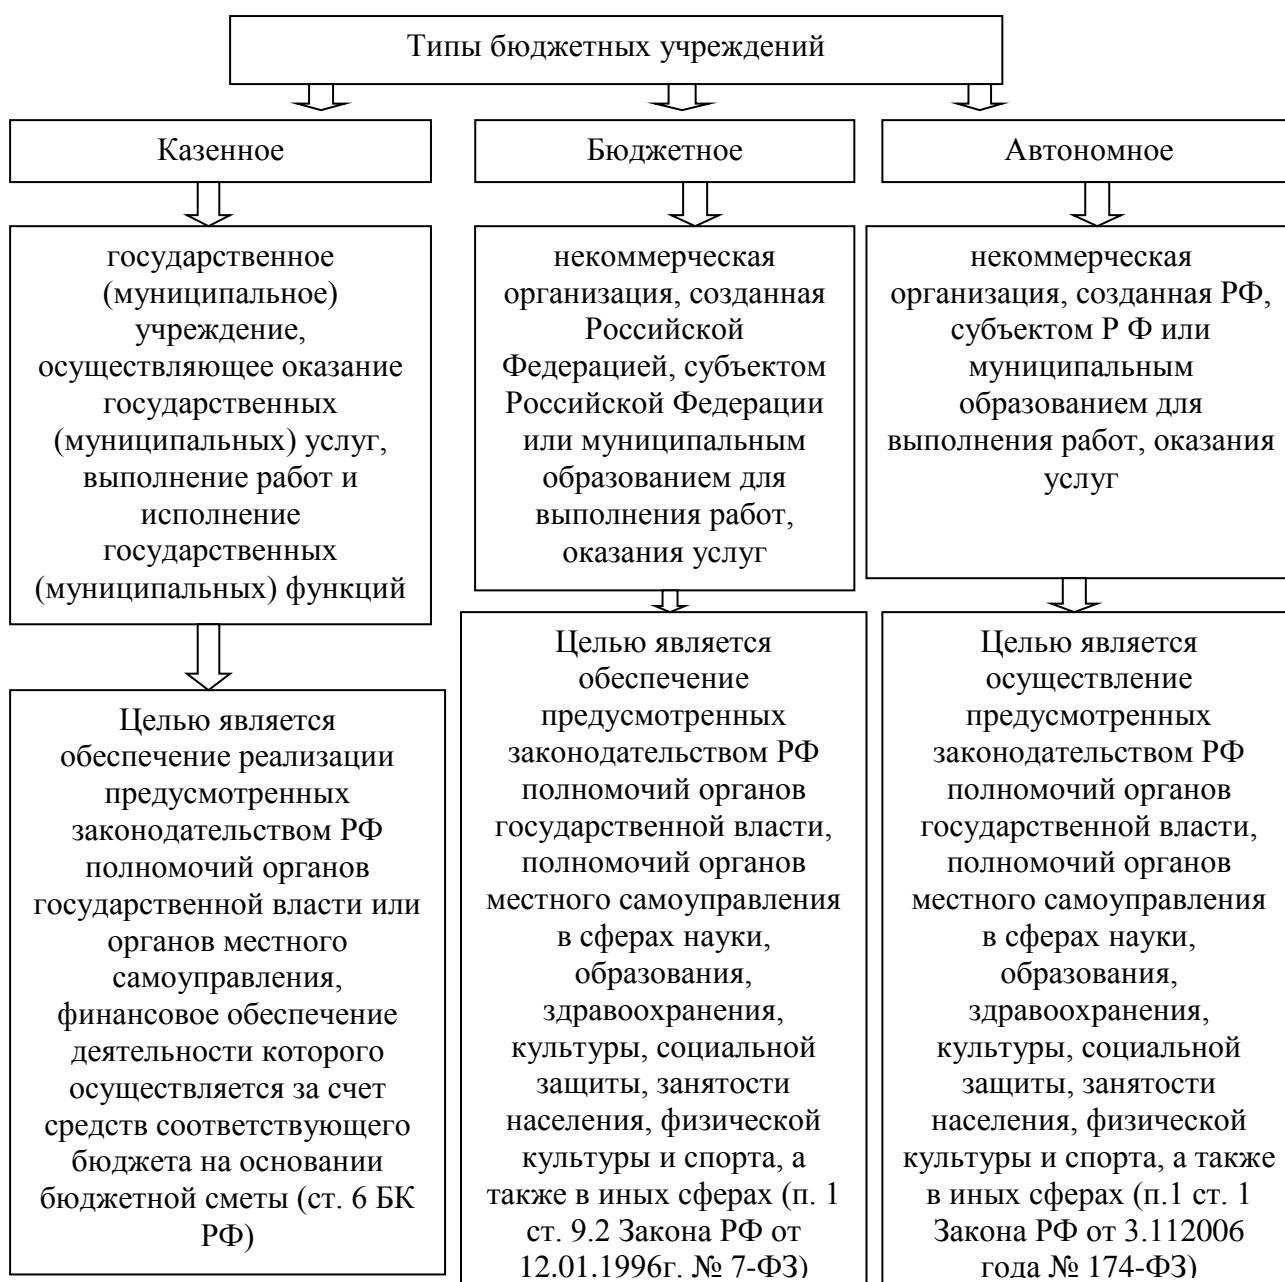 Типы бюджетных учреждений
Казенное
Бюджетное
Автономное
государственное
(муниципальное)
учреждение,
осуществляющее оказание
государственных
(муниципальных) услуг,
выполнение работ и
исполнение
государственных
(муниципальных) функций
некоммерческая
организация, созданная
Российской
Федерацией, субъектом
Российской Федерации
или муниципальным
образованием для
выполнения работ,
оказания услуг
некоммерческая
организация, созданная РФ,
субъектом Р Ф или
муниципальным
образованием для
выполнения работ, оказания
услуг
Целью является
обеспечение реализации
предусмотренных
законодательством РФ
полномочий органов
государственной власти или
органов местного
самоуправления,
финансовое обеспечение
деятельности которого
осуществляется за счет
средств соответствующего
бюджета на основании
бюджетной сметы (ст. 6 БК
РФ)
Целью является
обеспечение
предусмотренных
законодательством РФ
полномочий органов
государственной власти,
полномочий органов
местного самоуправления
в сферах науки,
образования,
здравоохранения,
культуры, социальной
защиты, занятости
населения, физической
культуры и спорта, а
также в иных сферах (п. 1
ст. 9.2 Закона РФ от
12.01.1996г. № 7-ФЗ)
Целью является
осуществление
предусмотренных
законодательством РФ
полномочий органов
государственной власти,
полномочий органов
местного самоуправления
в сферах науки,
образования,
здравоохранения,
культуры, социальной
защиты, занятости
населения, физической
культуры и спорта, а также
в иных сферах (п.1 ст. 1
Закона РФ от 3.112006
года № 174-ФЗ)